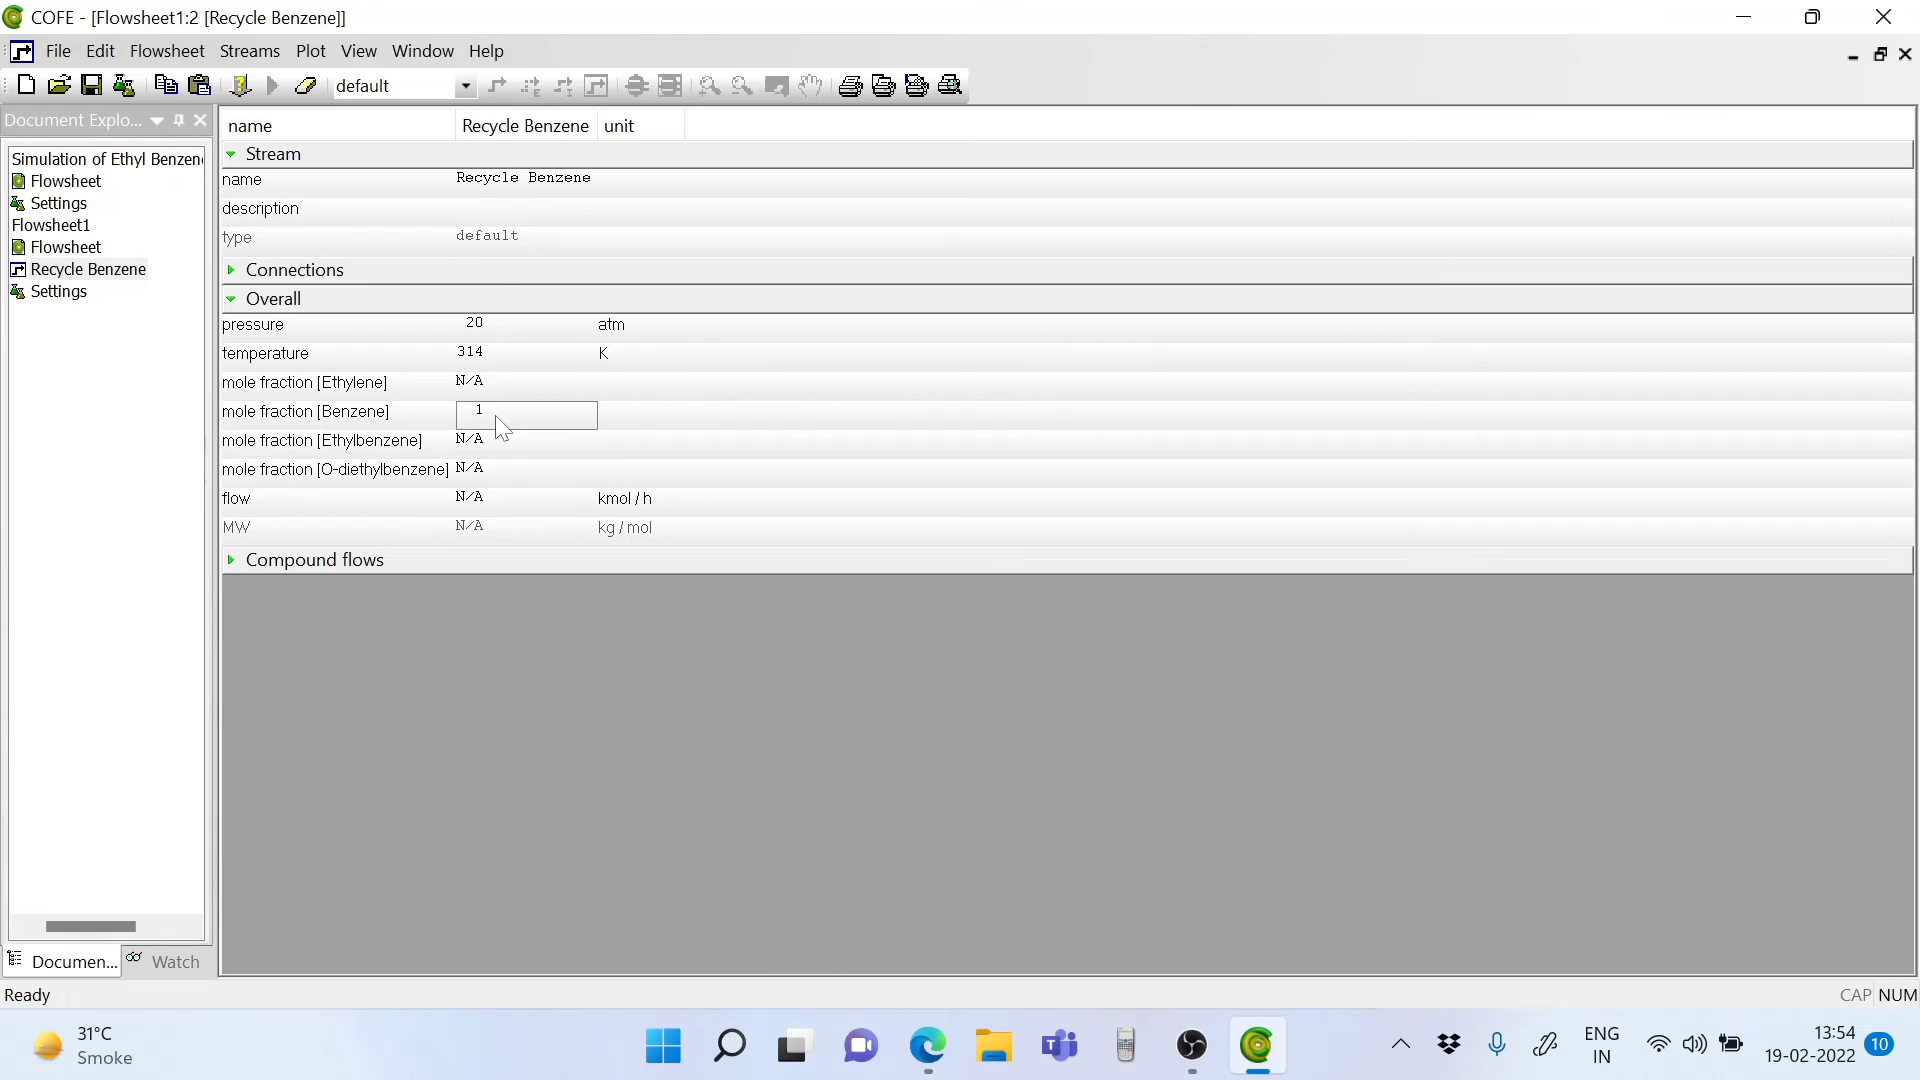 COFE - [Flowsheet1:2 [Recycle Benzene]]
File Edit Flowsheet Streams Plot View Window Help
default
Document Explo...
Simulation of Ethyl Benzen
Flowsheet
Settings
Flowsheet1
Flowsheet
Recycle Benzene
Settings
name Recycle Benzene unit
Stream
name Recycle Benzene
description
type default
Connections
Overall
pressure 20 atm
temperature 314 K
mole fraction [Ethylene] N/A
mole fraction [Benzene] 1
mole fraction [Ethylbenzene] N/A
mole fraction [O-diethylbenzene] N/A
flow N/A kmol / h
MW N/A kg / mol
Compound flows
Documen... Watch
Ready
CAP NUM
31°C
Smoke
ENG
IN
13:54
19-02-2022
10